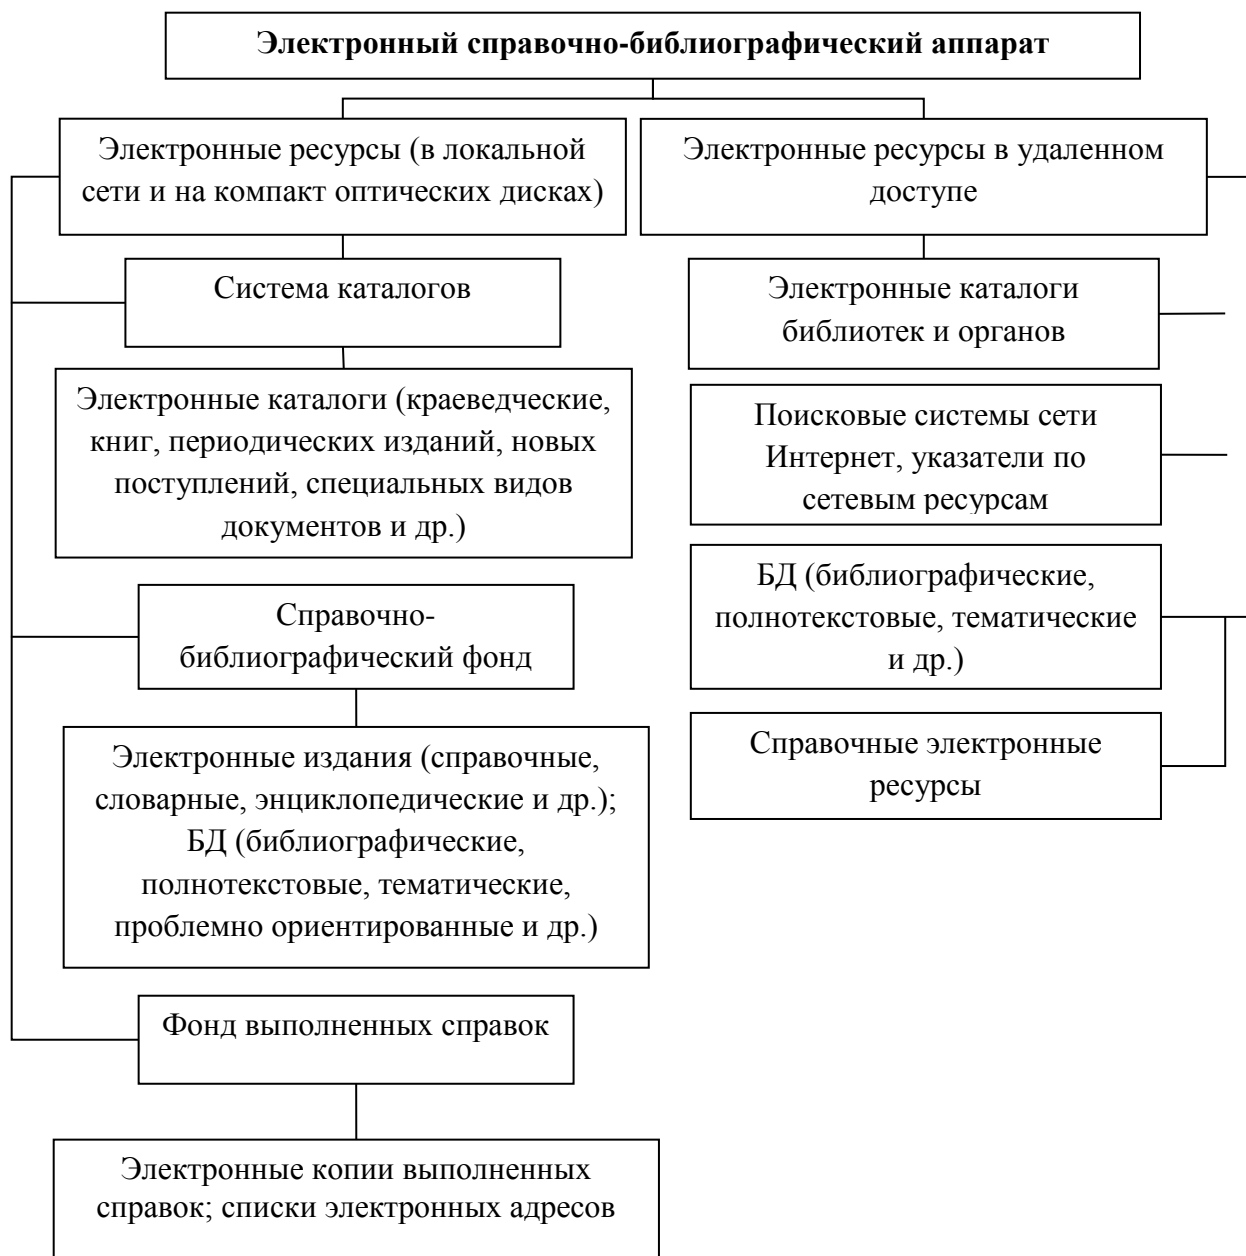 Электронный справочно-библиографический аппарат
Электронные ресурсы (в локальной
сети и на компакт оптических дисках)
Система каталогов
Электронные каталоги (краеведческие,
книг, периодических изданий, новых
поступлений, специальных видов
документов и др.)
Справочно-
библиографический фонд
Электронные издания (справочные,
словарные, энциклопедические и др.);
БД (библиографические,
полнотекстовые, тематические,
проблемно ориентированные и др.)
Фонд выполненных справок
Электронные копии выполненных
справок; списки электронных адресов
Электронные ресурсы в удаленном
доступе
Электронные каталоги
библиотек и органов
Поисковые системы сети
Интернет, указатели по
сетевым ресурсам
БД (библиографические,
полнотекстовые, тематические
и др.)
Справочные электронные
ресурсы